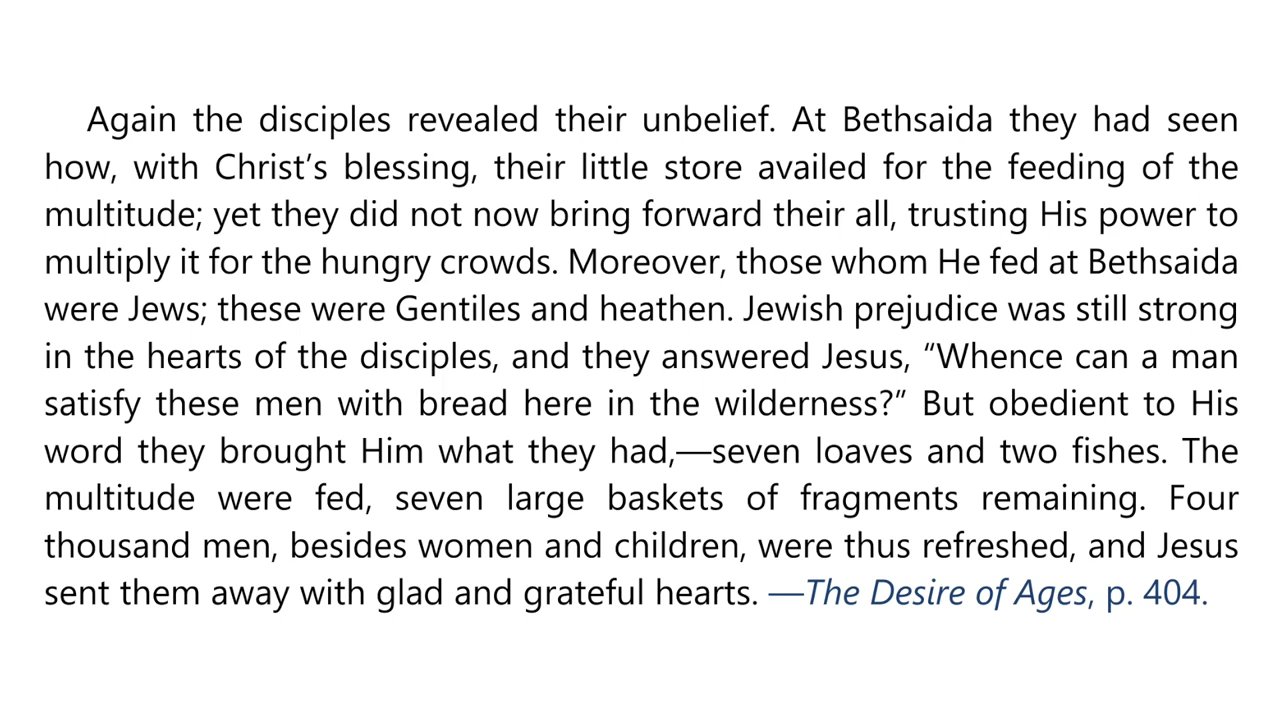 Again the disciples revealed their unbelief. At Bethsaida they had seen
how, with Christ’s blessing, their little store availed for the feeding of the
multitude; yet they did not now bring forward their all, trusting His power to
multiply it for the hungry crowds. Moreover, those whom He fed at Bethsaida
were Jews; these were Gentiles and heathen. Jewish prejudice was still strong
in the hearts of the disciples, and they answered Jesus, “Whence can a man
satisfy these men with bread here in the wilderness?” But obedient to His
word they brought Him what they had,—seven loaves and two fishes. The
multitude were fed, seven large baskets of fragments remaining. Four
thousand men, besides women and children, were thus refreshed, and Jesus
sent them away with glad and grateful hearts. —The Desire of Ages, p. 404.